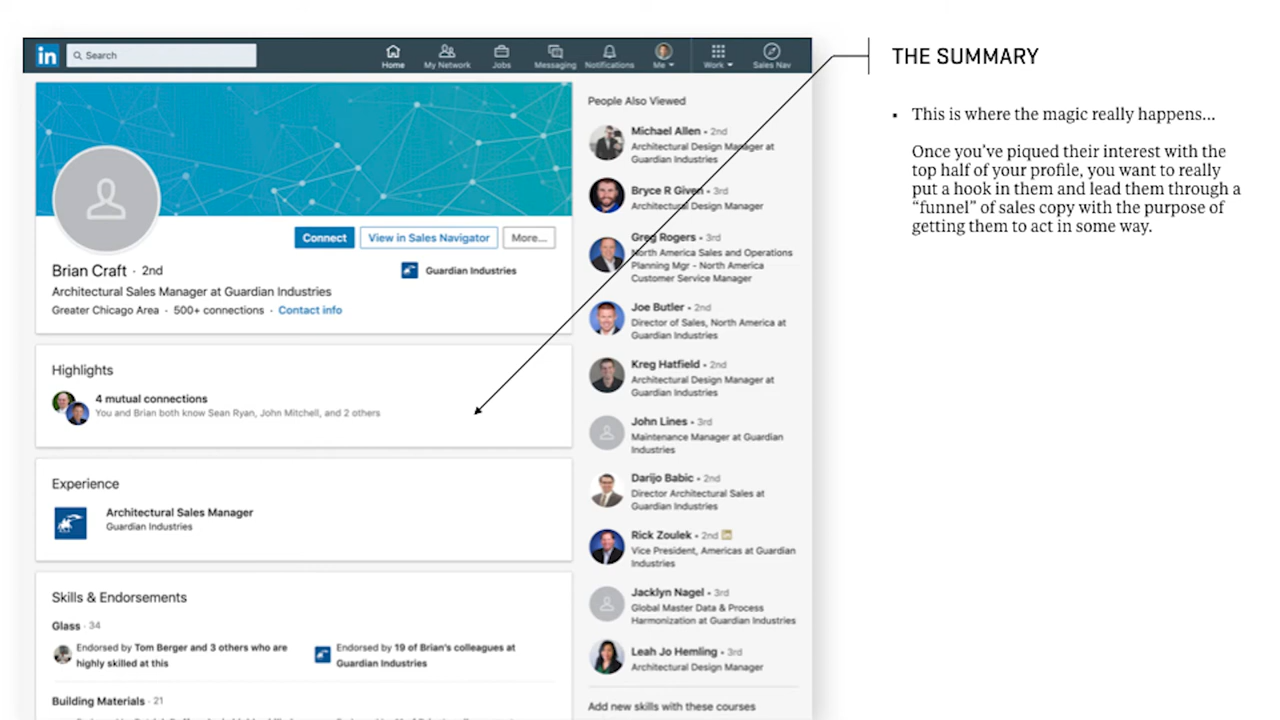 in
Search
Home
My Network
Jobs
Messaging
Notifications
Me
Work
Sales Nav
Connect
View in Sales Navigator
More...
Brian Craft · 2nd
Guardian Industries
Architectural Sales Manager at Guardian Industries
Greater Chicago Area · 500+ connections · Contact info
Highlights
4 mutual connections
You and Brian both know Sean Ryan, John Mitchell, and 2 others
Experience
Architectural Sales Manager
Guardian Industries
Skills & Endorsements
Glass · 34
Endorsed by Tom Berger and 3 others who are
highly skilled at this
Endorsed by 19 of Brian's colleagues at
Guardian Industries
Building Materials · 21
People Also Viewed
Michael Allen • 2nd
Architectural Design Manager at
Guardian Industries
Bryce R Given • 3rd
Architectural Design Manager
Greg Rogers • 3rd
North America Sales and Operations
Planning Mgr - North America
Customer Service Manager
Joe Butler • 2nd
Director of Sales, North America at
Guardian Industries
Kreg Hatfield • 2nd
Architectural Design Manager at
Guardian Industries
John Lines • 3rd
Maintenance Manager at Guardian
Industries
Darijo Babic • 2nd
Director Architectural Sales at
Guardian Industries
Rick Zoulek • 2nd
Vice President, Americas at Guardian
Industries
Jacklyn Nagel • 3rd
Global Master Data & Process
Harmonization at Guardian Industries
Leah Jo Hemling • 3rd
Architectural Design Manager
Add new skills with these courses
THE SUMMARY
▪ This is where the magic really happens...
Once you've piqued their interest with the
top half of your profile, you want to really
put a hook in them and lead them through a
“funnel” of sales copy with the purpose of
getting them to act in some way.